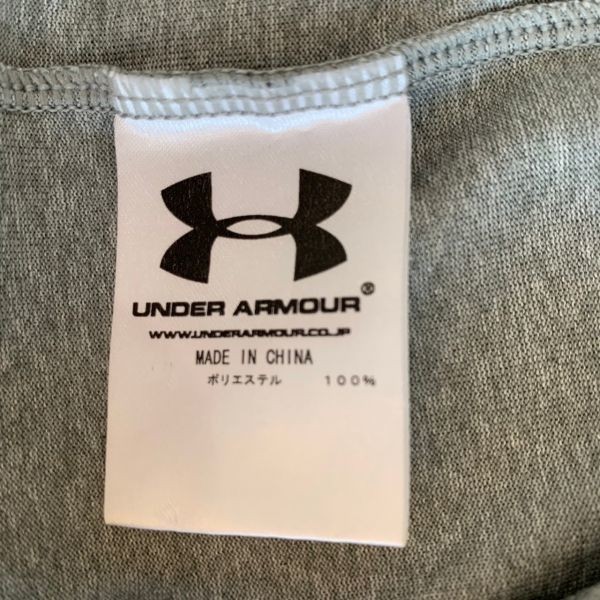 UNDER ARMOUR®
WWW.UNDERARMOUR.CO.JP
MADE IN CHINA
ポリエステル 100%